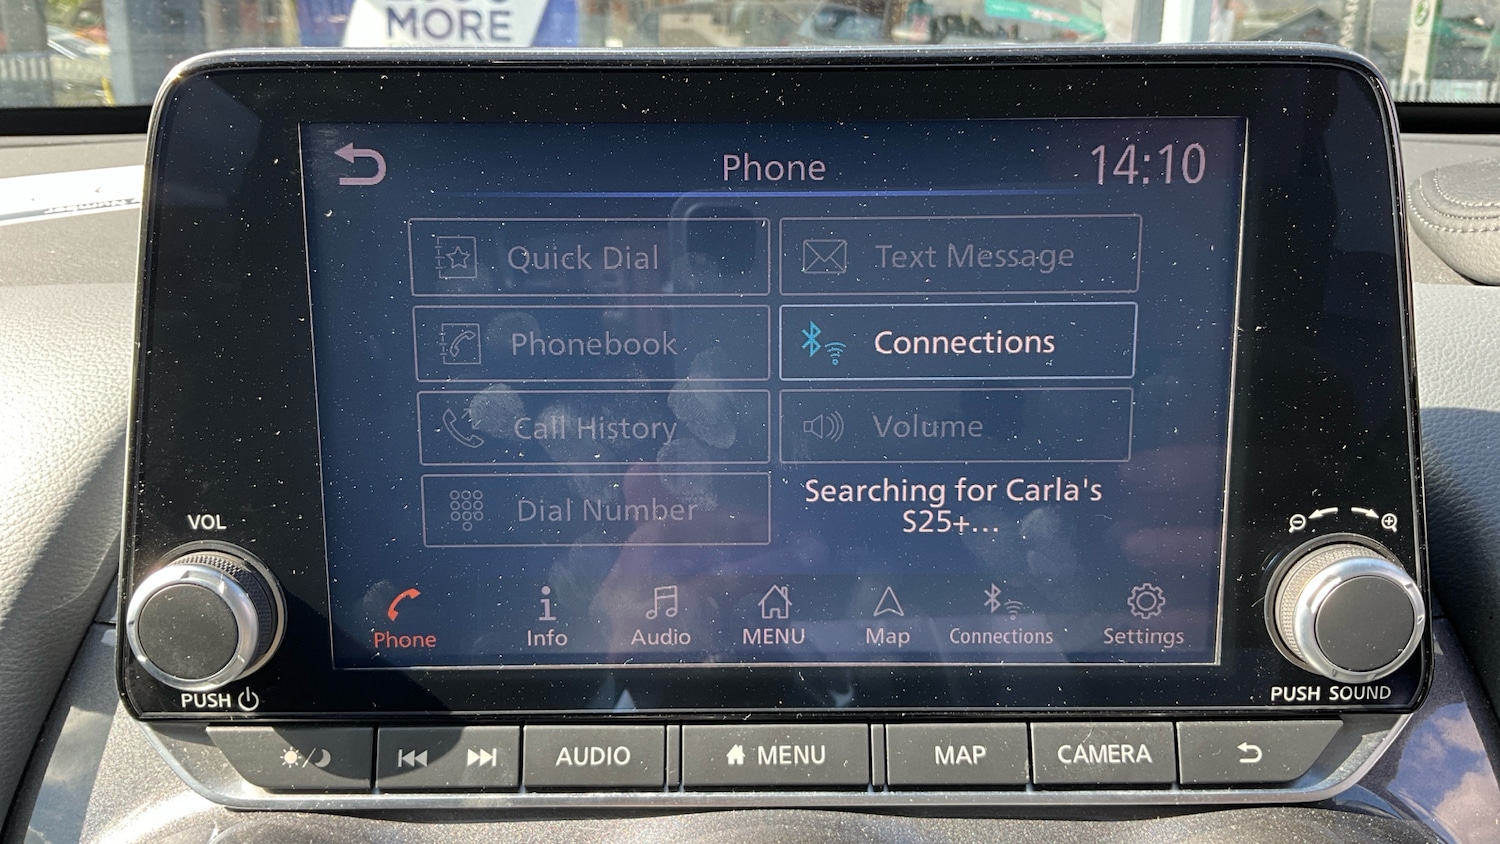 MORE
Phone
14:10
Quick Dial
Text Message
Phonebook
Connections
Call History
Volume
Dial Number
Searching for Carla's
S25+...
VOL
PUSH
Phone
Info
Audio
MENU
Map
Connections
Settings
PUSH SOUND
AUDIO
MENU
MAP
CAMERA